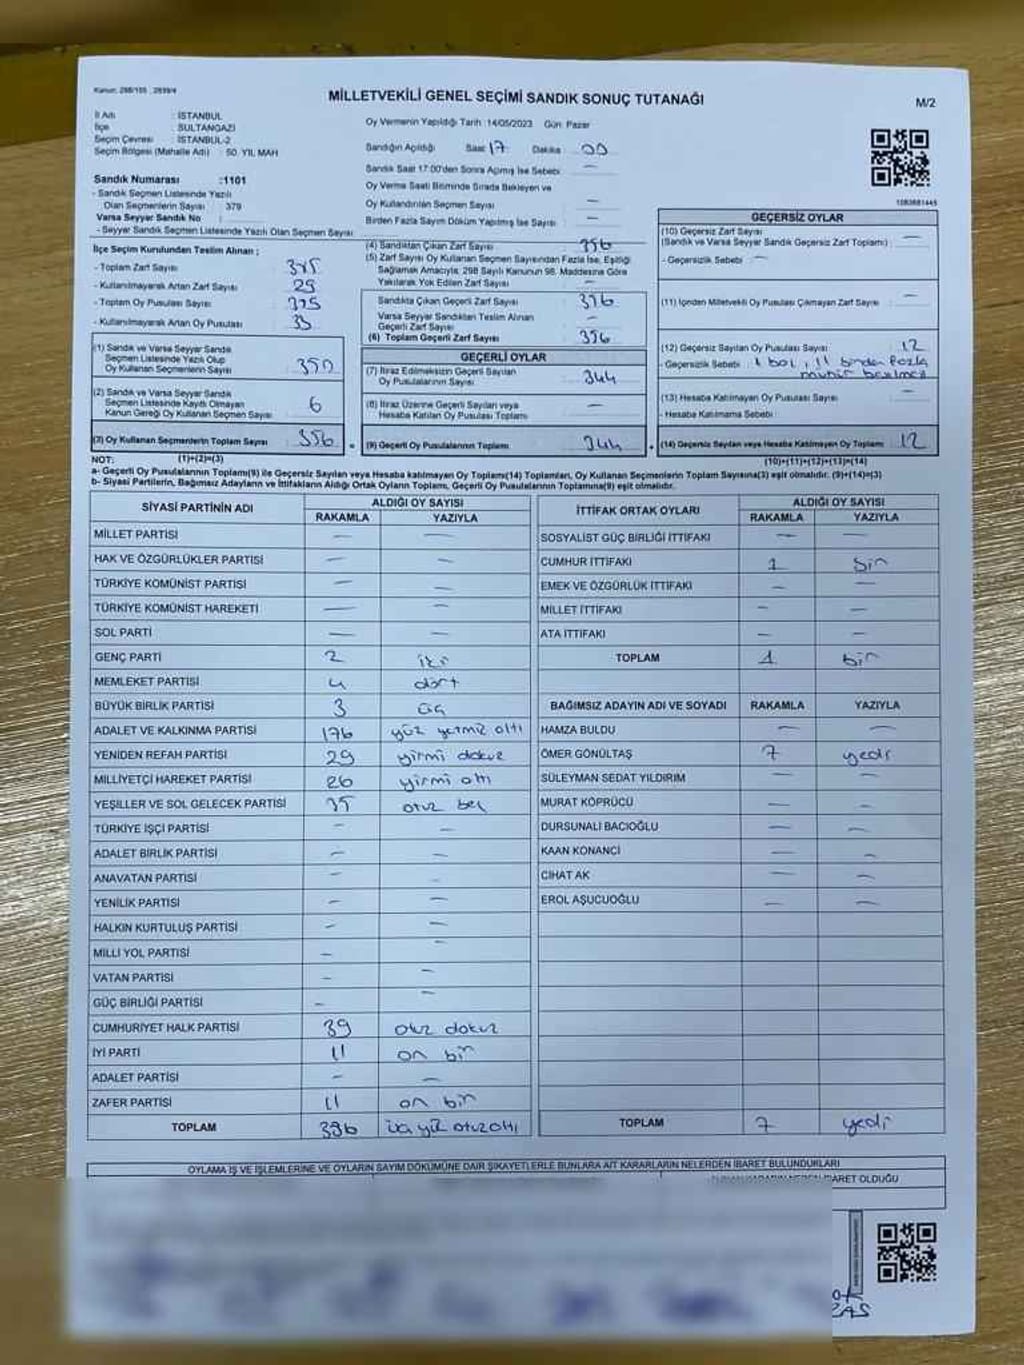 Kanun: 298/105 , 2839/4
MİLLETVEKİLİ GENEL SEÇİMİ SANDIK SONUÇ TUTANAĞI
M/2
İl Adı : İSTANBUL
İlçe : SULTANGAZİ
Seçim Çevresi : İSTANBUL-2
Seçim Bölgesi (Mahalle Adı) : 50. YIL MAH
Oy Vermenin Yapıldığı Tarih :14/05/2023 Gün: Pazar
Sandığın Açıldığı Saat 17 Dakika 00
Sandık Saat 17:00'den Sonra Açılmış İse Sebebi —
Oy Verme Saati Bitiminde Sırada Bekleyen ve
Oy Kullandırılan Seçmen Sayısı —
Birden Fazla Sayım Döküm Yapılmış İse Sayısı —
Sandık Numarası :1101
- Sandık Seçmen Listesinde Yazılı
Olan Seçmenlerin Sayısı : 379
Varsa Seyyar Sandık No :
- Seyyar Sandık Seçmen Listesinde Yazılı Olan Seçmen Sayısı:
1083681445
İlçe Seçim Kurulundan Teslim Alınan ;
- Toplam Zarf Sayısı 385
- Kullanılmayarak Artan Zarf Sayısı 29
- Toplam Oy Pusulası Sayısı
- Kullanılmayarak Artan Oy Pusulası
(1) Sandık ve Varsa Seyyar Sandık
Seçmen Listesinde Yazılı Olup
Oy Kullanan Seçmenlerin Sayısı 350
(2) Sandık ve Varsa Seyyar Sandık
Seçmen Listesinde Kayıtlı Olmayan
Kanun Gereği Oy Kullanan Seçmen Sayısı 6
(3) Oy Kullanan Seçmenlerin Toplam Sayısı 356
(1)+(2)=(3)
(4) Sandıktan Çıkan Zarf Sayısı 356
(5) Zarf Sayısı Oy Kullanan Seçmen Sayısından Fazla İse, Eşitliği
Sağlamak Amacıyla, 298 Sayılı Kanunun 98. Maddesine Göre
Yakılarak Yok Edilen Zarf Sayısı —
Sandıkta Çıkan Geçerli Zarf Sayısı 356
Varsa Seyyar Sandıktan Teslim Alınan
Geçerli Zarf Sayısı —
(6) Toplam Geçerli Zarf Sayısı 356
GEÇERLİ OYLAR
(7) İtiraz Edilmeksizin Geçerli Sayılan
Oy Pusulalarının Sayısı 344
(8) İtiraz Üzerine Geçerli Sayılan veya
Hesaba Katılan Oy Pusulası Toplamı —
(9) Geçerli Oy Pusulalarının Toplamı 344
GEÇERSİZ OYLAR
(10) Geçersiz Zarf Sayısı —
(Sandık ve Varsa Seyyar Sandık Geçersiz Zarf Toplamı)
- Geçersizlik Sebebi —
(11) İçinden Milletvekili Oy Pusulası Çıkmayan Zarf Sayısı —
(12) Geçersiz Sayılan Oy Pusulası Sayısı 12
- Geçersizlik Sebebi 1 boş, 11 birden fazla
mühür basılmış
(13) Hesaba Katılmayan Oy Pusulası Sayısı —
- Hesaba Katılmama Sebebi
(14) Geçersiz Sayılan veya Hesaba Katılmayan Oy Toplamı 12
(10)+(11)+(12)+(13)=(14)
NOT:
a- Geçerli Oy Pusulalarının Toplamı(9) ile Geçersiz Sayılan veya Hesaba katılmayan Oy Toplamı(14) Toplamları, Oy Kullanan Seçmenlerin Toplam Sayısına(3) eşit olmalıdır. (9)+(14)=(3)
b- Siyasi Partilerin, Bağımsız Adayların ve İttifakların Aldığı Ortak Oyların Toplamı, Geçerli Oy Pusulalarının Toplamına(9) eşit olmalıdır.
SİYASİ PARTİNİN ADI ALDIĞI OY SAYISI
RAKAMLA YAZIYLA
MİLLET PARTİSİ — —
HAK VE ÖZGÜRLÜKLER PARTİSİ — —
TÜRKİYE KOMÜNİST PARTİSİ — —
TÜRKİYE KOMÜNİST HAREKETİ — —
SOL PARTİ — —
GENÇ PARTİ 2 iki
MEMLEKET PARTİSİ 4 dört
BÜYÜK BİRLİK PARTİSİ 3 üç
ADALET VE KALKINMA PARTİSİ 176 yüz yetmiş altı
YENİDEN REFAH PARTİSİ 29 yirmi dokuz
MİLLİYETÇİ HAREKET PARTİSİ 26 yirmi altı
YEŞİLLER VE SOL GELECEK PARTİSİ 35 otuz beş
TÜRKİYE İŞÇİ PARTİSİ — —
ADALET BİRLİK PARTİSİ — —
ANAVATAN PARTİSİ — —
YENİLİK PARTİSİ — —
HALKIN KURTULUŞ PARTİSİ — —
MİLLİ YOL PARTİSİ — —
VATAN PARTİSİ — —
GÜÇ BİRLİĞİ PARTİSİ — —
CUMHURİYET HALK PARTİSİ 39 otuz dokuz
İYİ PARTİ 11 on bir
ADALET PARTİSİ — —
ZAFER PARTİSİ 11 on bir
TOPLAM 336 üç yüz otuz altı
İTTİFAK ORTAK OYLARI ALDIĞI OY SAYISI
RAKAMLA YAZIYLA
SOSYALİST GÜÇ BİRLİĞİ İTTİFAKI — —
CUMHUR İTTİFAKI 1 bir
EMEK VE ÖZGÜRLÜK İTTİFAKI — —
MİLLET İTTİFAKI — —
ATA İTTİFAKI — —
TOPLAM 1 bir
BAĞIMSIZ ADAYIN ADI VE SOYADI RAKAMLA YAZIYLA
HAMZA BULDU — —
ÖMER GÖNÜLTAŞ 7 yedi
SÜLEYMAN SEDAT YILDIRIM — —
MURAT KÖPRÜCÜ — —
DURSUNALİ BACIOĞLU — —
KAAN KONANCİ — —
CİHAT AK — —
EROL AŞUCUOĞLU — —
TOPLAM 7 yedi
OYLAMA İŞ VE İŞLEMLERİNE VE OYLARIN SAYIM DÖKÜMÜNE DAİR ŞİKAYETLERLE BUNLARA AİT KARARLARIN NELERDEN İBARET BULUNDUKLARI
OLDUĞU